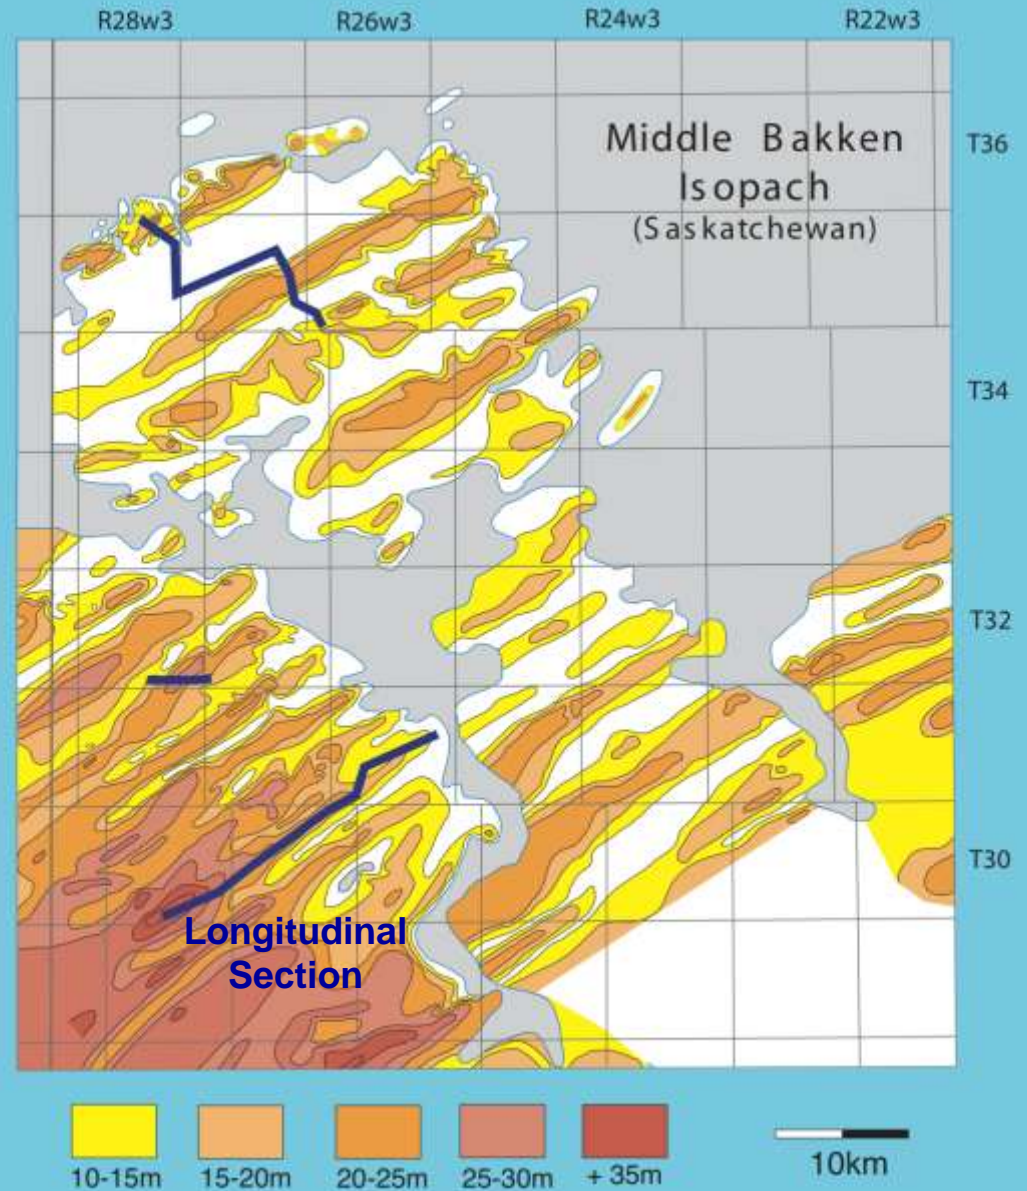 R28w3 R26w3 R24w3 R22w3
Middle Bakken
Isopach
(Saskatchewan)
T36
T34
T32
T30
Longitudinal
Section
10-15m 15-20m 20-25m 25-30m + 35m
10km